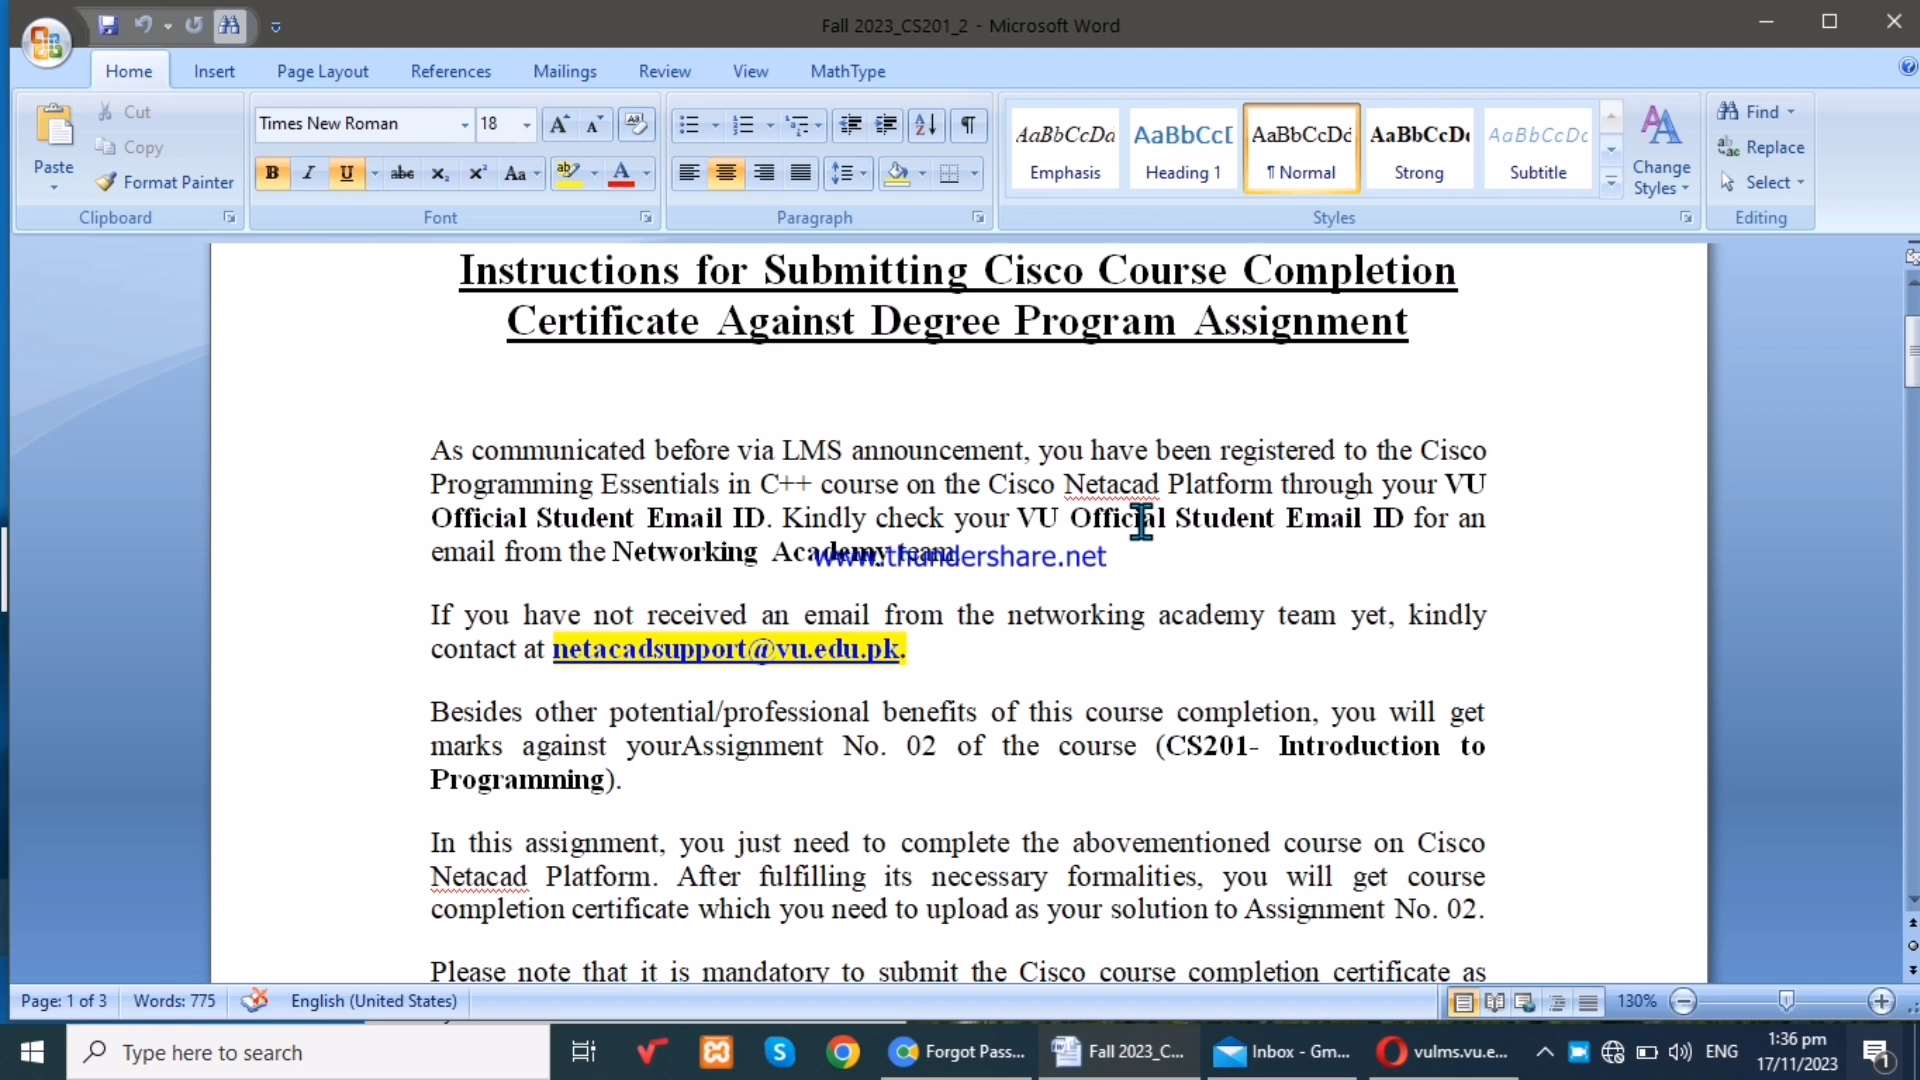 Fall 2023_CS201_2 - Microsoft Word
Home Insert Page Layout References Mailings Review View MathType
Paste
Cut
Copy
Format Painter
Clipboard
Times New Roman 18
Font
Paragraph
AaBbCcDd AaBbC AaBbCcDd AaBbCcDd AaBbCcDd
Emphasis Heading 1 ¶ Normal Strong Subtitle
Change Styles
Styles
Find
Replace
Select
Editing
Instructions for Submitting Cisco Course Completion
Certificate Against Degree Program Assignment
As communicated before via LMS announcement, you have been registered to the Cisco
Programming Essentials in C++ course on the Cisco Netacad Platform through your VU
Official Student Email ID. Kindly check your VU Official Student Email ID for an
email from the Networking Academy team.
www.thundershare.net
If you have not received an email from the networking academy team yet, kindly
contact at netacadsupport@vu.edu.pk.
Besides other potential/professional benefits of this course completion, you will get
marks against yourAssignment No. 02 of the course (CS201- Introduction to
Programming).
In this assignment, you just need to complete the abovementioned course on Cisco
Netacad Platform. After fulfilling its necessary formalities, you will get course
completion certificate which you need to upload as your solution to Assignment No. 02.
Please note that it is mandatory to submit the Cisco course completion certificate as
Page: 1 of 3 Words: 775 English (United States) 130%
Type here to search
Forgot Pass... Fall 2023_C... Inbox - Gm... vulms.vu.e... ENG
1:36 pm
17/11/2023
1